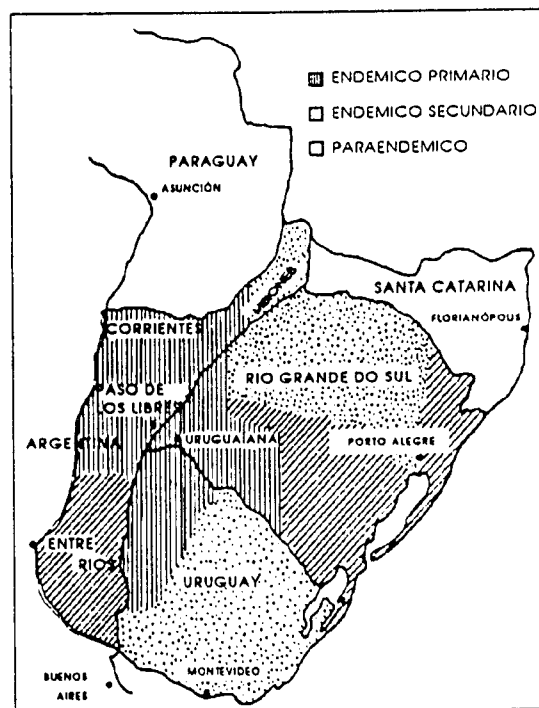 ENDEMICO PRIMARIO
ENDEMICO SECUNDARIO
PARAENDEMICO
PARAGUAY
ASUNCIÓN
MISIONES
SANTA CATARINA
FLORIANÓPOLIS
CORRIENTES
RIO GRANDE DO SUL
PASO DE
LOS LIBRES
ARGENTINA
URUGUAIANA
PORTO ALEGRE
ENTRE
RIOS
URUGUAY
BUENOS
AIRES
MONTEVIDEO